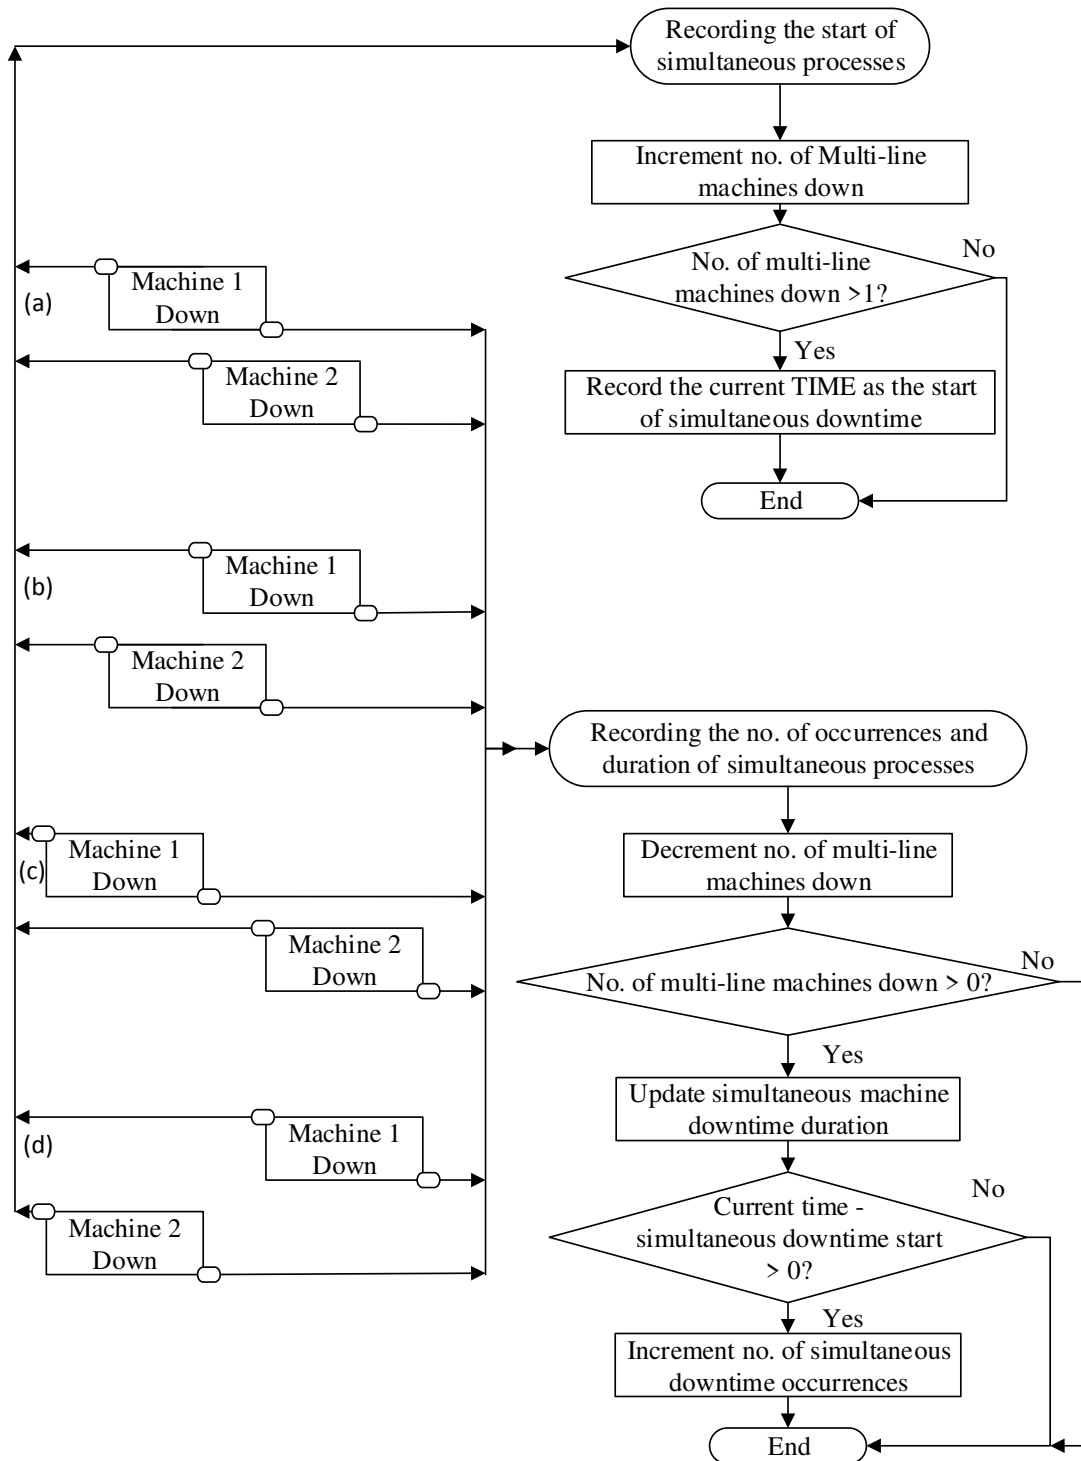 Recording the start of
simultaneous processes
Increment no. of Multi-line
machines down
No. of multi-line
machines down >1?
No
Yes
Record the current TIME as the start
of simultaneous downtime
End
(a)
Machine 1
Down
Machine 2
Down
(b)
Machine 1
Down
Machine 2
Down
(c)
Machine 1
Down
Machine 2
Down
(d)
Machine 1
Down
Machine 2
Down
Recording the no. of occurrences and
duration of simultaneous processes
Decrement no. of multi-line
machines down
No. of multi-line machines down > 0?
No
Yes
Update simultaneous machine
downtime duration
Current time -
simultaneous downtime start
> 0?
No
Yes
Increment no. of simultaneous
downtime occurrences
End